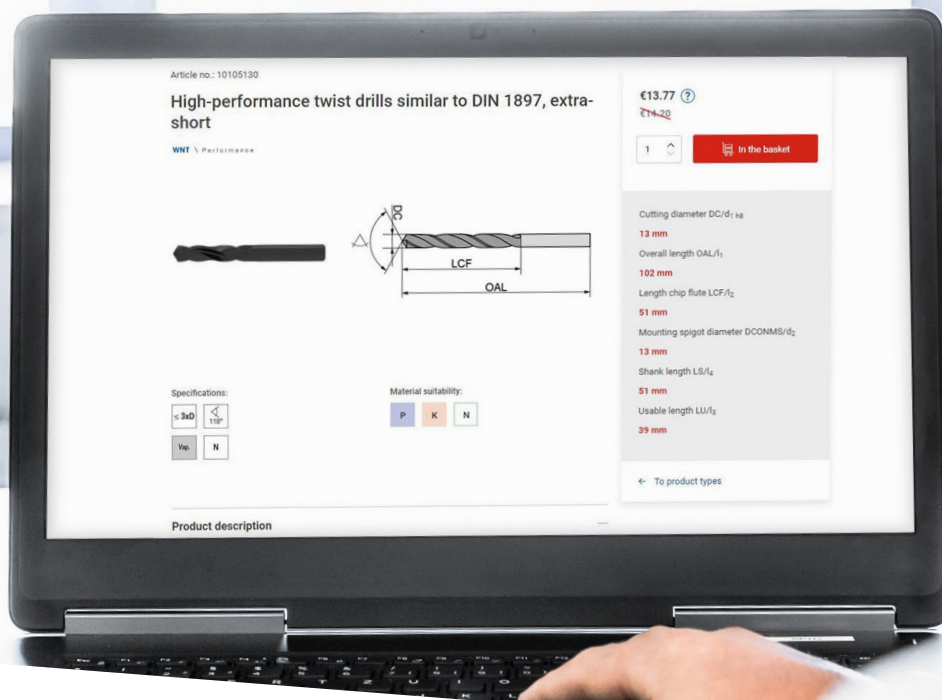 Article no.: 10105130
High-performance twist drills similar to DIN 1897, extra-
short
WNT \ Performance
DC
LCF
OAL
Specifications:
≤ 3xD
118°
Vap.
N
Material suitability:
P K N
Product description
€13.77 ?
€14.20
1
In the basket
Cutting diameter DC/d₁ h8
13 mm
Overall length OAL/l₁
102 mm
Length chip flute LCF/l₂
51 mm
Mounting spigot diameter DCONMS/d₂
13 mm
Shank length LS/l₄
51 mm
Usable length LU/l₃
39 mm
← To product types